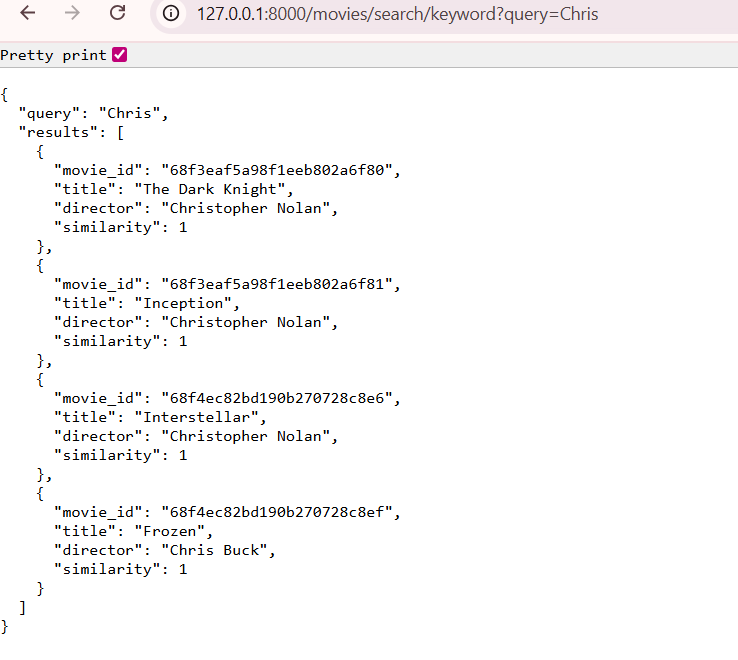 127.0.0.1:8000/movies/search/keyword?query=Chris
Pretty print
{
  "query": "Chris",
  "results": [
    {
      "movie_id": "68f3eaf5a98f1eeb802a6f80",
      "title": "The Dark Knight",
      "director": "Christopher Nolan",
      "similarity": 1
    },
    {
      "movie_id": "68f3eaf5a98f1eeb802a6f81",
      "title": "Inception",
      "director": "Christopher Nolan",
      "similarity": 1
    },
    {
      "movie_id": "68f4ec82bd190b270728c8e6",
      "title": "Interstellar",
      "director": "Christopher Nolan",
      "similarity": 1
    },
    {
      "movie_id": "68f4ec82bd190b270728c8ef",
      "title": "Frozen",
      "director": "Chris Buck",
      "similarity": 1
    }
  ]
}